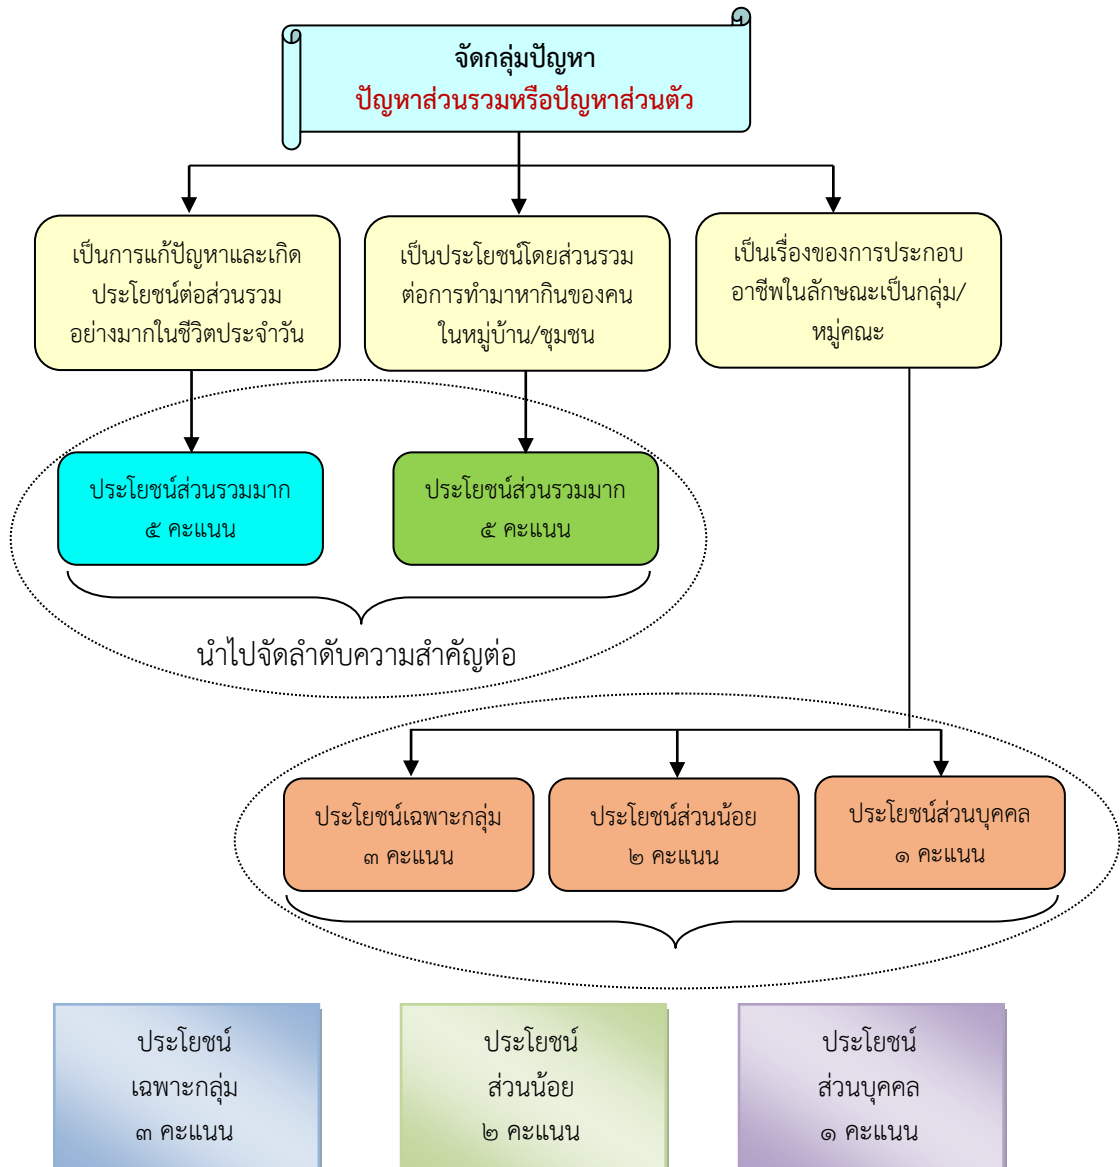 จัดกลุ่มปัญหา
ปัญหาส่วนรวมหรือปัญหาส่วนตัว
เป็นการแก้ปัญหาและเกิด
ประโยชน์ต่อส่วนรวม
อย่างมากในชีวิตประจำวัน
เป็นประโยชน์โดยส่วนรวม
ต่อการทำมาหากินของคน
ในหมู่บ้าน/ชุมชน
เป็นเรื่องของการประกอบ
อาชีพในลักษณะเป็นกลุ่ม/
หมู่คณะ
ประโยชน์ส่วนรวมมาก
๕ คะแนน
ประโยชน์ส่วนรวมมาก
๕ คะแนน
นำไปจัดลำดับความสำคัญต่อ
ประโยชน์เฉพาะกลุ่ม
๓ คะแนน
ประโยชน์ส่วนน้อย
๒ คะแนน
ประโยชน์ส่วนบุคคล
๑ คะแนน
ประโยชน์
เฉพาะกลุ่ม
๓ คะแนน
ประโยชน์
ส่วนน้อย
๒ คะแนน
ประโยชน์
ส่วนบุคคล
๑ คะแนน